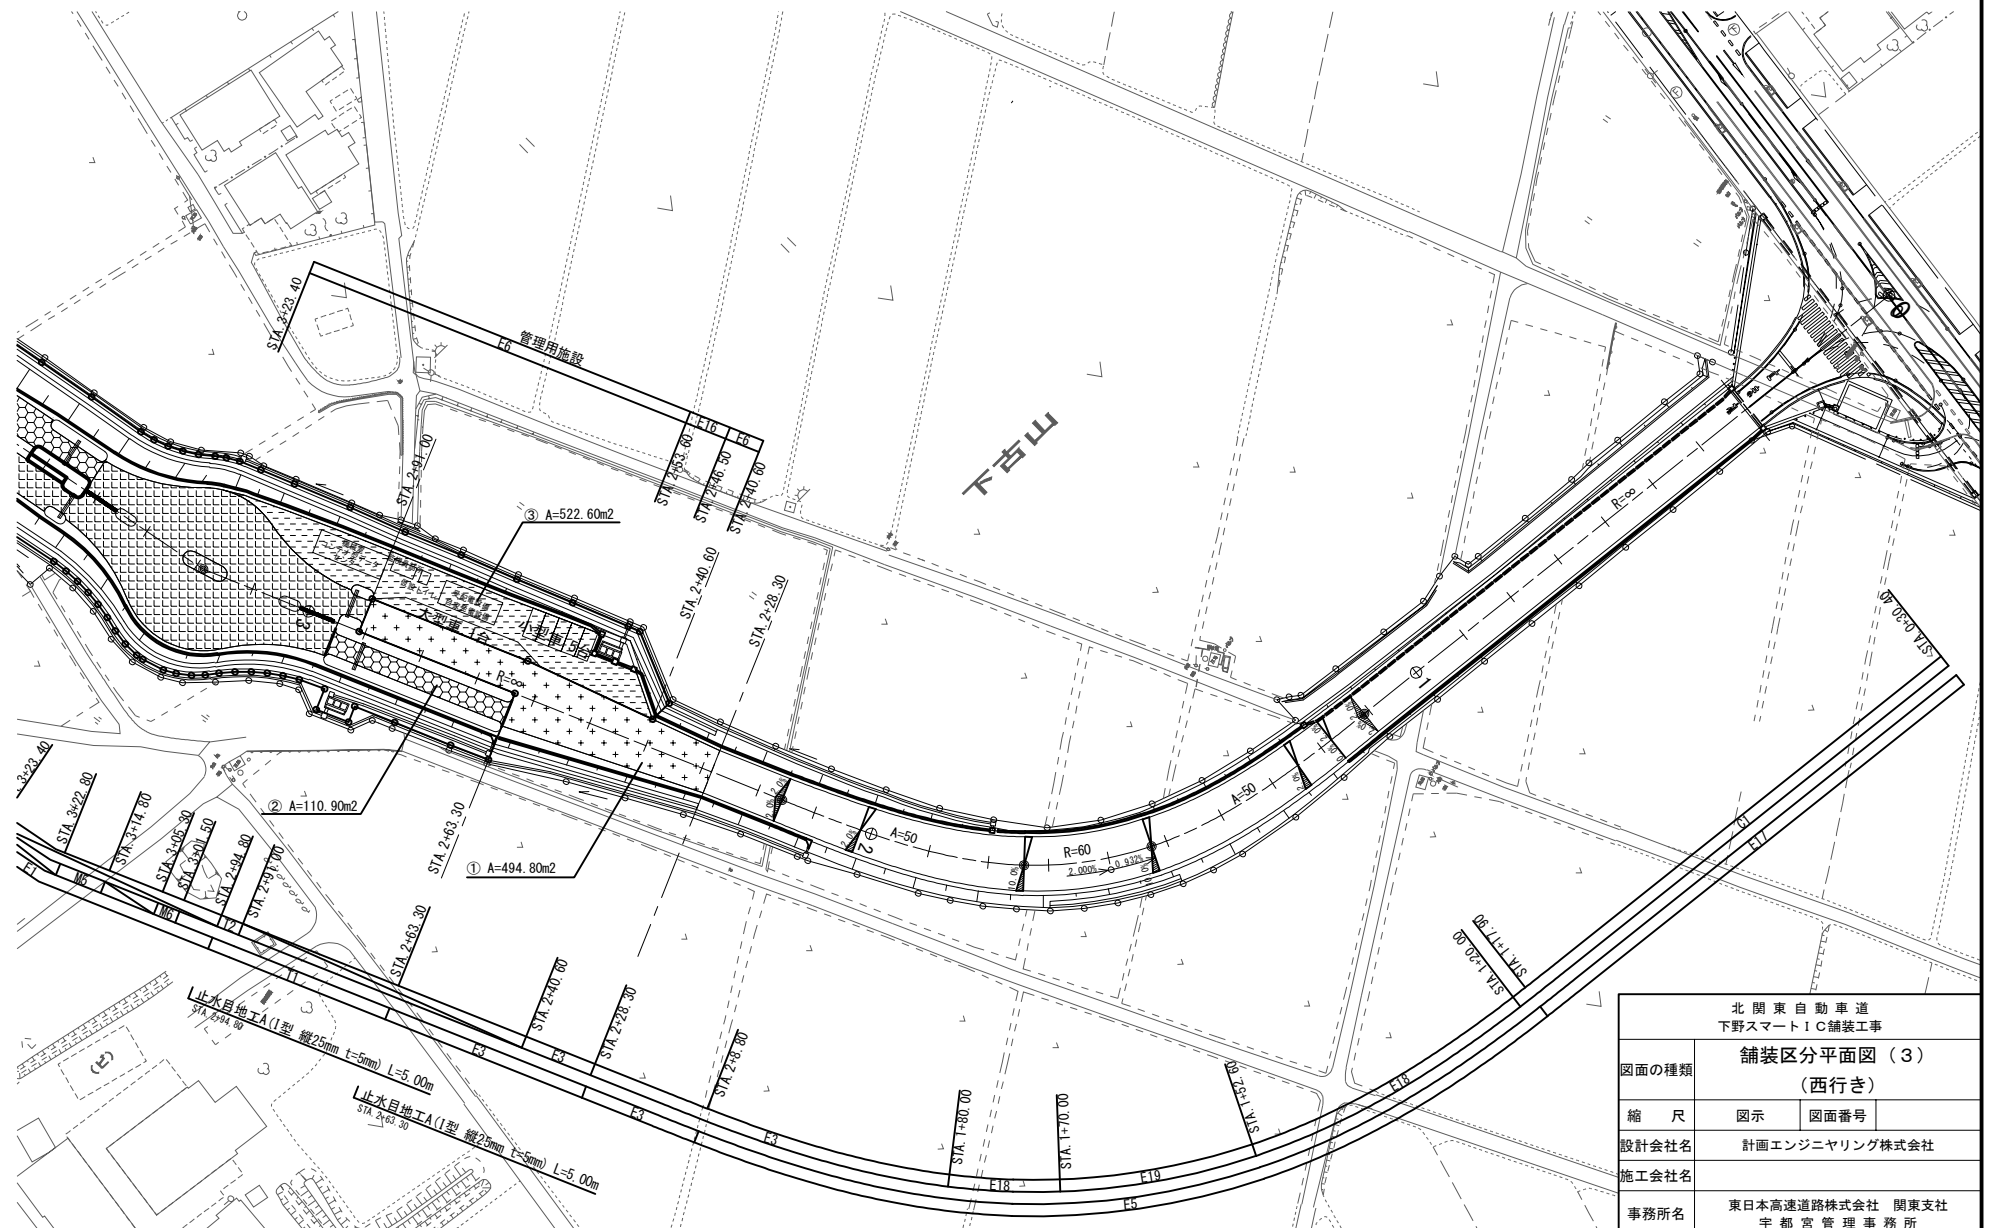 STA.3+23.40
管理用施設
E6
E16
E6
STA.2+53.60
STA.2+46.50
STA.2+40.60
STA.2+91.00
③ A=522.60m2
下古山
STA.2+40.60
STA.2+28.30
大型車 1台
小型車 5台
R=∞
R=∞
3
1
2
② A=110.90m2
① A=494.80m2
STA.2+63.30
A=50
R=60
A=50
2.000%
0.932%
10.0%
2.0%
2.0%
STA.0+30.40
C1
E17
3+23.40
STA.3+22.80
STA.3+14.80
STA.3+05.30
STA.3+01.50
STA.2+94.80
STA.2+91.00
M5
M6
T2
T1
STA.2+63.30
STA.2+40.60
STA.2+28.30
STA.2+8.80
E3
E3
E3
E3
STA.1+80.00
STA.1+70.00
STA.1+52.60
STA.1+20.00
STA.1+17.90
E18
E19
E18
E5
止水目地工A(I型 縦25mm t=5mm) L=5.00m
STA.2+94.80
止水目地工A(I型 縦25mm t=5mm) L=5.00m
STA.2+63.30
(ビ)
北関東自動車道
下野スマートIC舗装工事
図面の種類
舗装区分平面図（3）
（西行き）
縮 尺 図示 図面番号
設計会社名 計画エンジニヤリング株式会社
施工会社名
事務所名
東日本高速道路株式会社 関東支社
宇都宮管理事務所